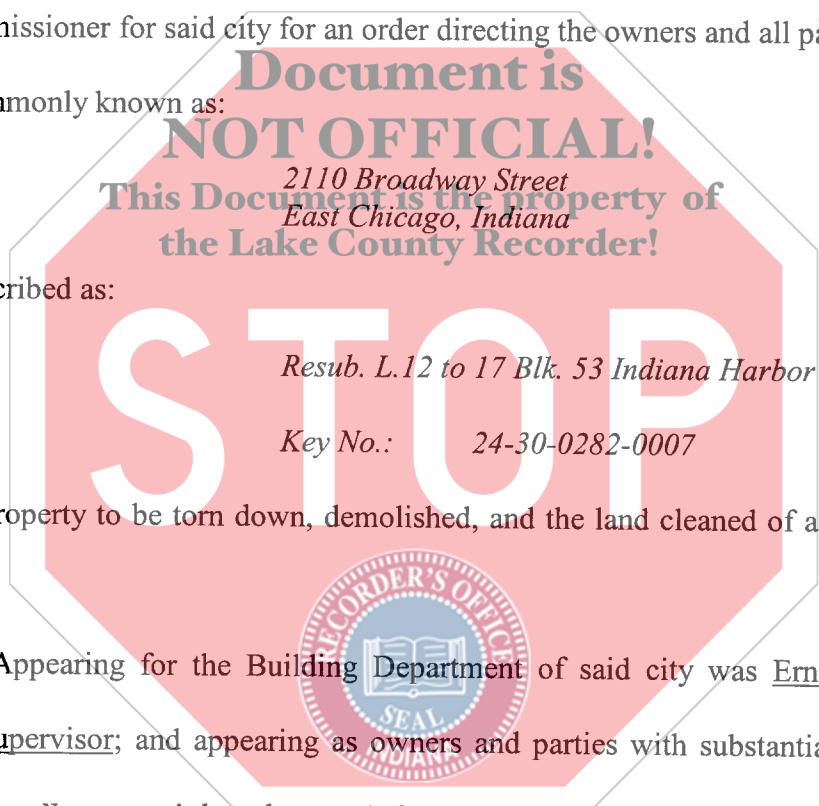 missioner for said city for an order directing the owners and all pa
Document is
mmonly known as:
NOT OFFICIAL!
2110 Broadway Street
This Document is the property of
East Chicago, Indiana
the Lake County Recorder!
cribed as:
STOP
Resub. L.12 to 17 Blk. 53 Indiana Harbor
Key No.: 24-30-0282-0007
roperty to be torn down, demolished, and the land cleaned of a
RECORDER'S OFFICE
Appearing for the Building Department of said city was Ern
SEAL
upervisor; and appearing as owners and parties with substantia
INDIANA